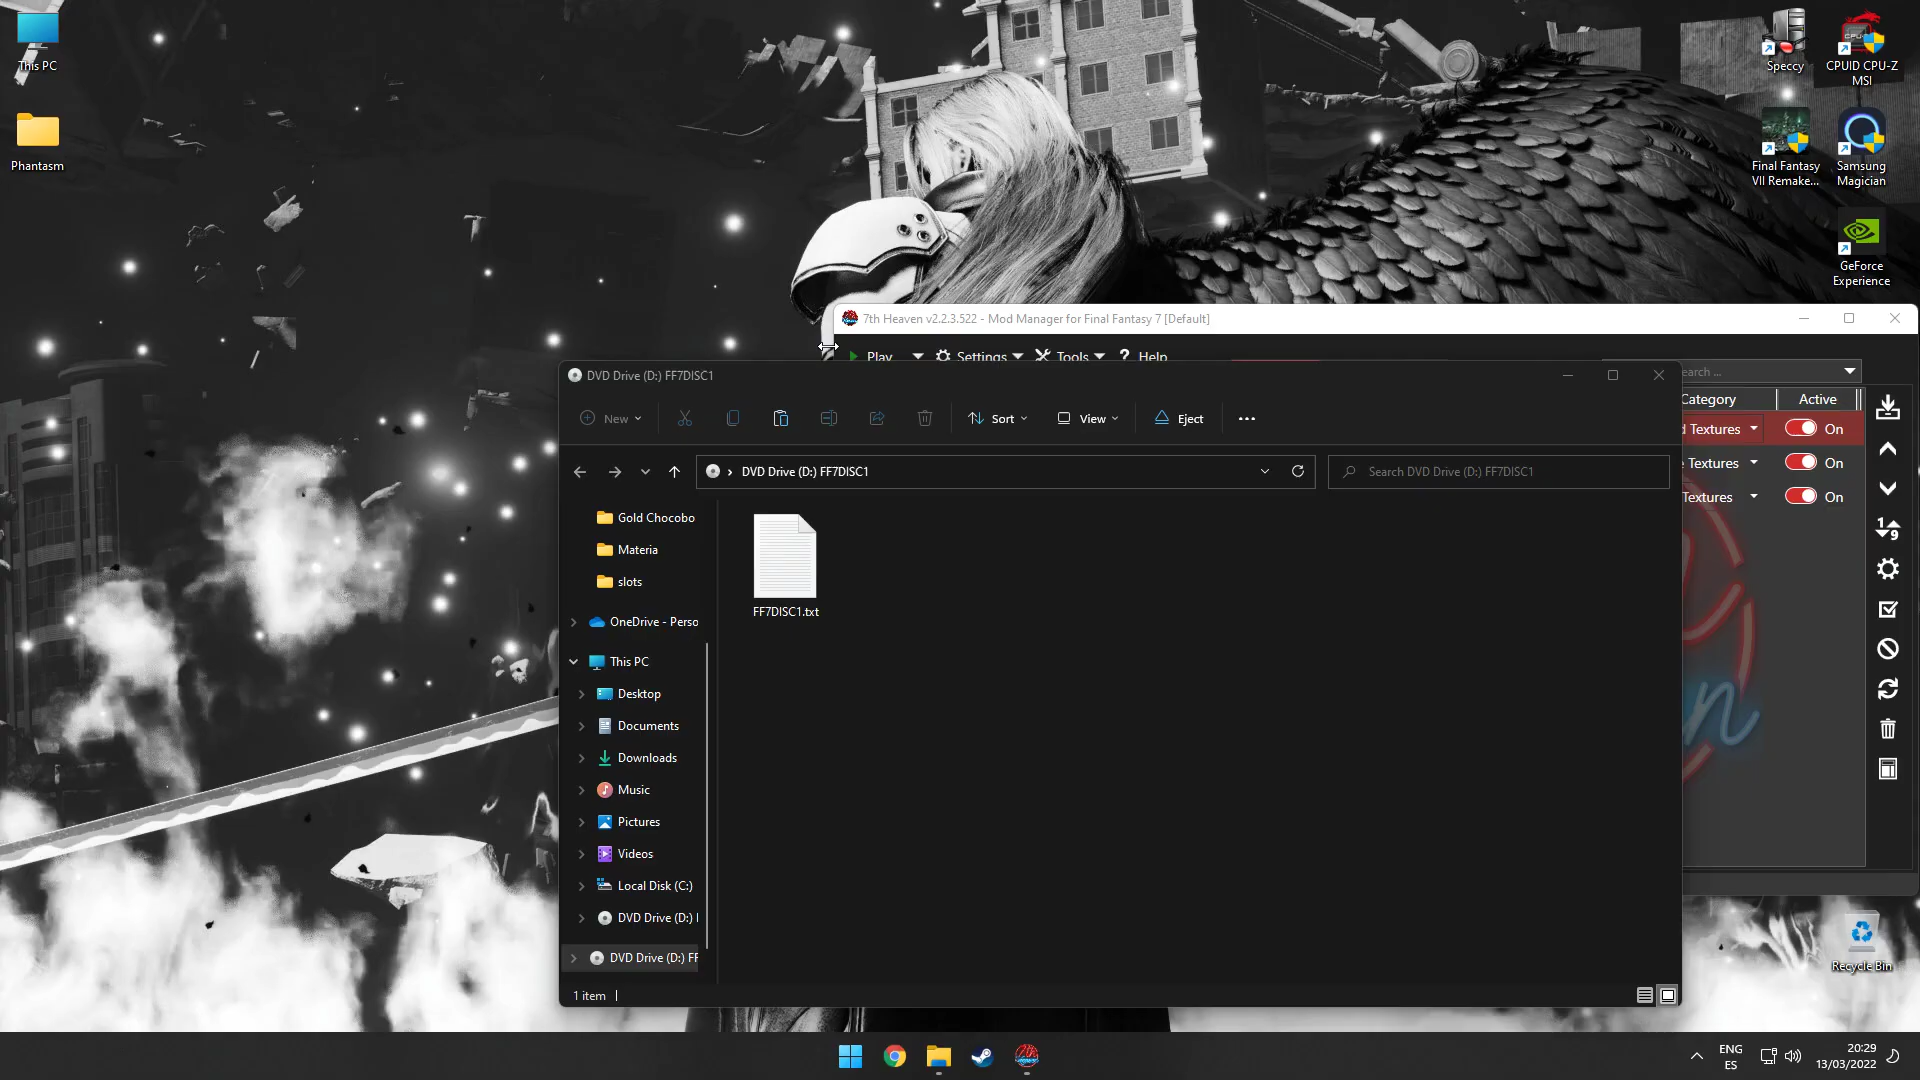 This PC
Phantasm
Speccy
CPUID CPU-Z
MSI
Final Fantasy
VII Remake...
Samsung
Magician
GeForce
Experience
7th Heaven v2.2.3.522 - Mod Manager for Final Fantasy 7 [Default]
Play
Settings
Tools
? Help
earch ...
Category
Active
d Textures
On
e Textures
On
Textures
On
DVD Drive (D:) FF7DISC1
New
Sort
View
Eject
DVD Drive (D:) FF7DISC1
Search DVD Drive (D:) FF7DISC1
Gold Chocobo
Materia
slots
OneDrive - Perso
This PC
Desktop
Documents
Downloads
Music
Pictures
Videos
Local Disk (C:)
DVD Drive (D:)
DVD Drive (D:) FF
FF7DISC1.txt
1 item
Recycle Bin
ENG
ES
20:29
13/03/2022